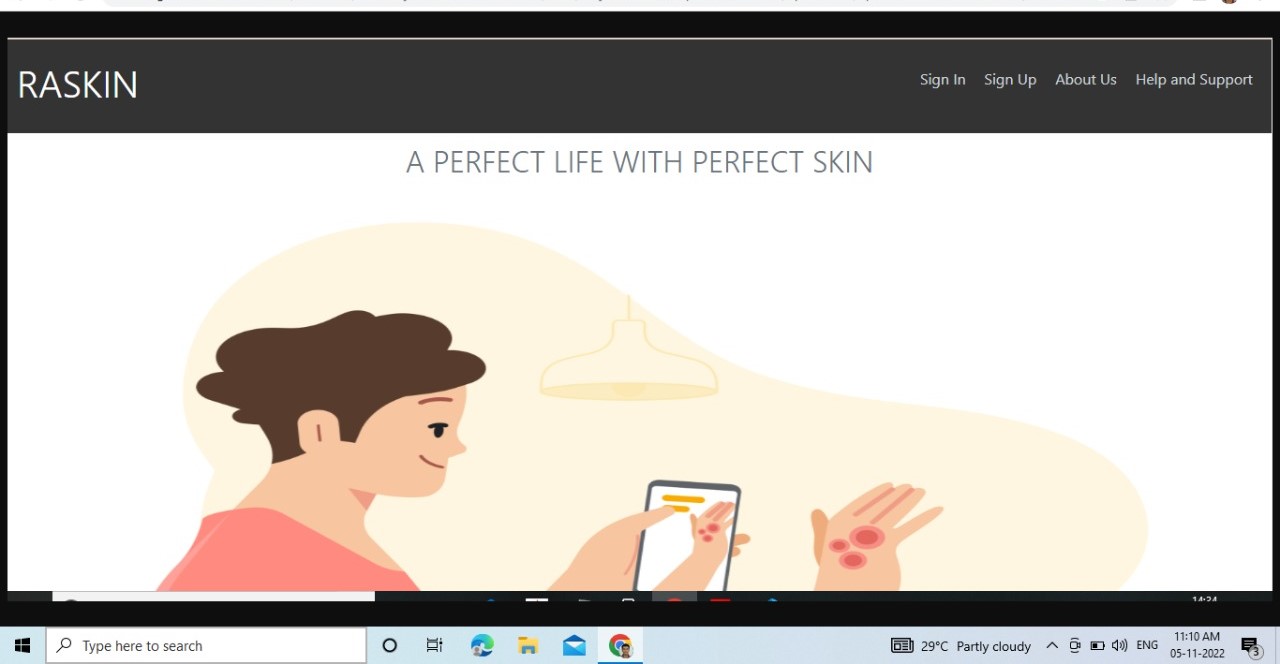 RASKIN
Sign In Sign Up About Us Help and Support
A PERFECT LIFE WITH PERFECT SKIN
Type here to search
29°C Partly cloudy
ENG
11:10 AM
05-11-2022
3